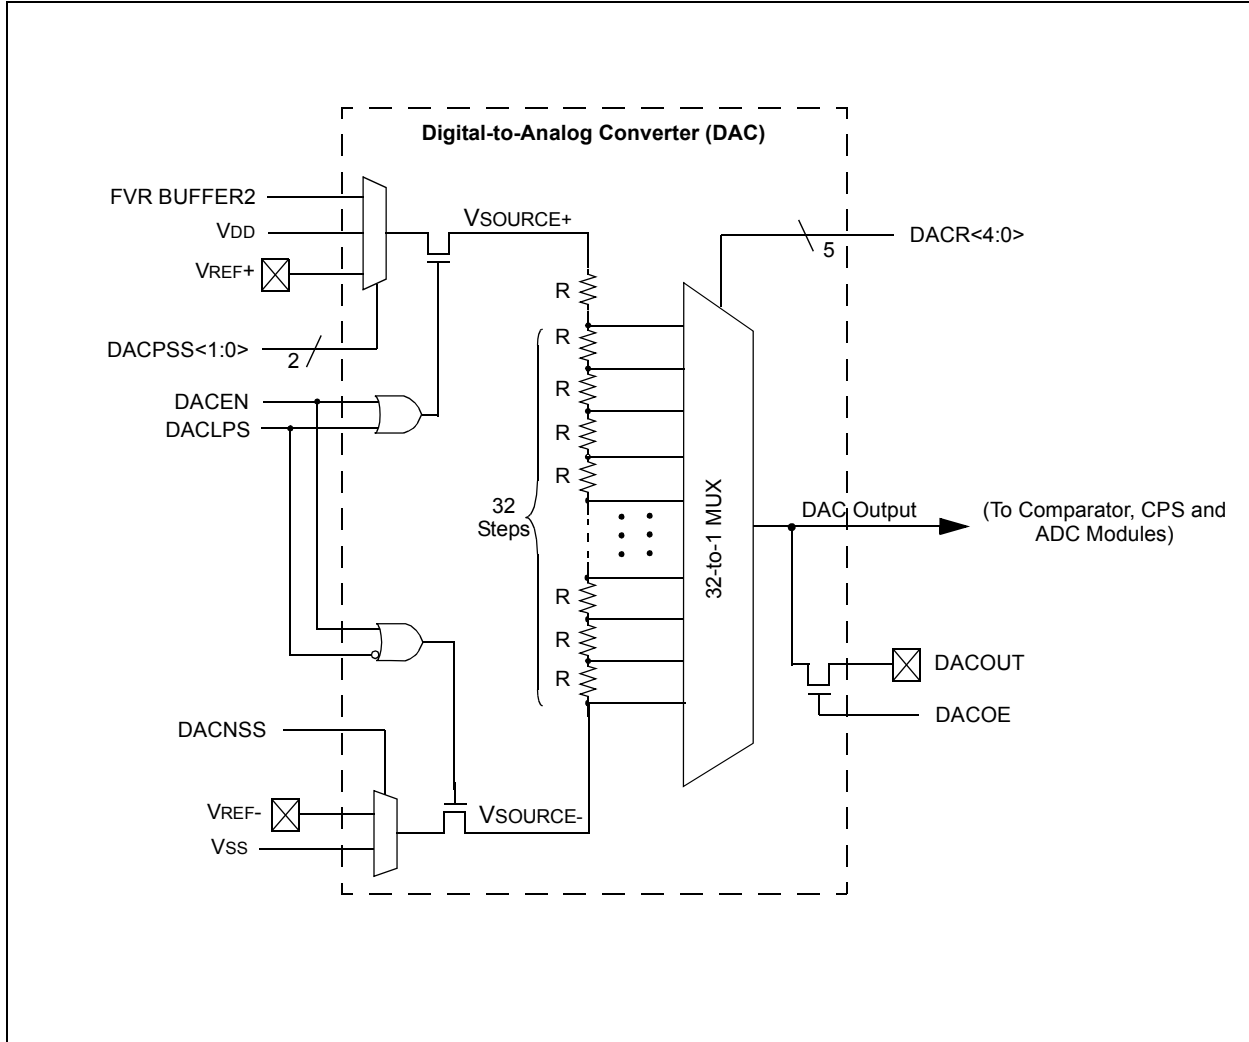 Digital-to-Analog Converter (DAC)
FVR BUFFER2
VDD
VREF+
DACPSS<1:0>
2
DACEN
DACLPS
VSOURCE+
R
R
R
R
R
32
Steps
R
R
R
32-to-1 MUX
5
DACR<4:0>
DAC Output
(To Comparator, CPS and
ADC Modules)
DACOUT
DACOE
DACNSS
VREF-
VSS
VSOURCE-